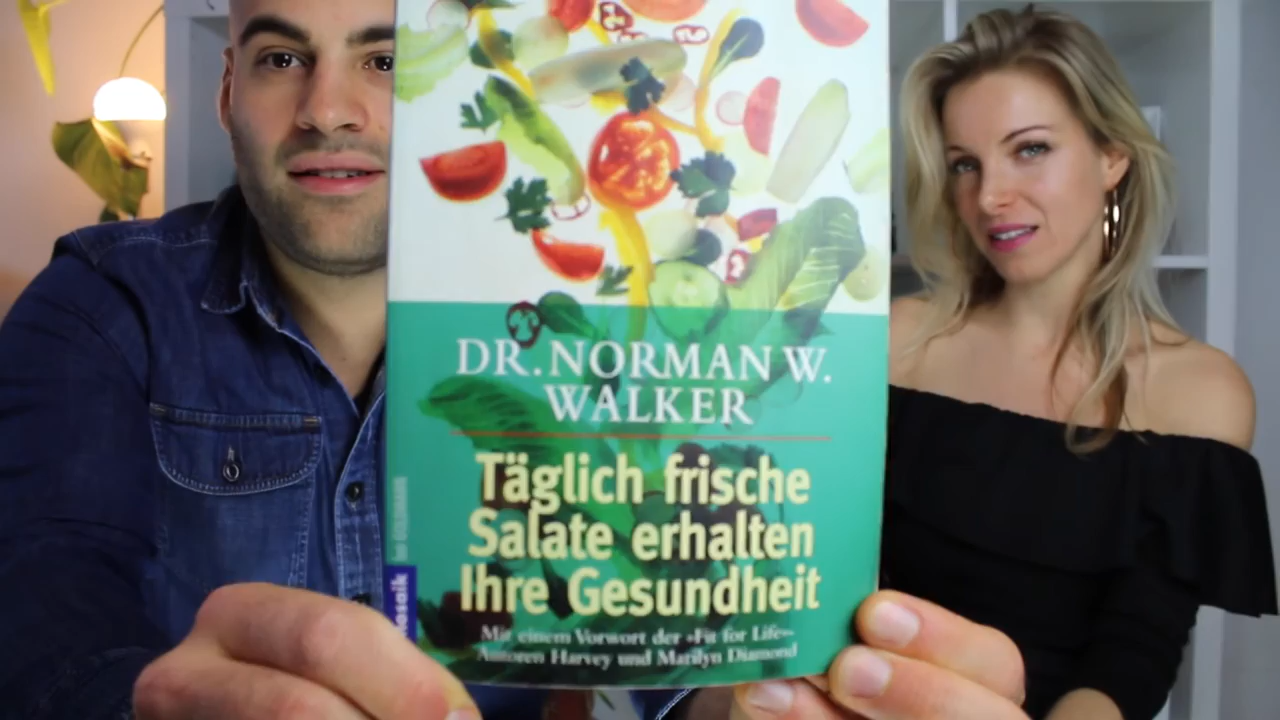 DR. NORMAN W.
WALKER
Täglich frische
Salate erhalten
Ihre Gesundheit
Mit einem Vorwort der »Fit for Life«-
Autoren Harvey und Marilyn Diamond